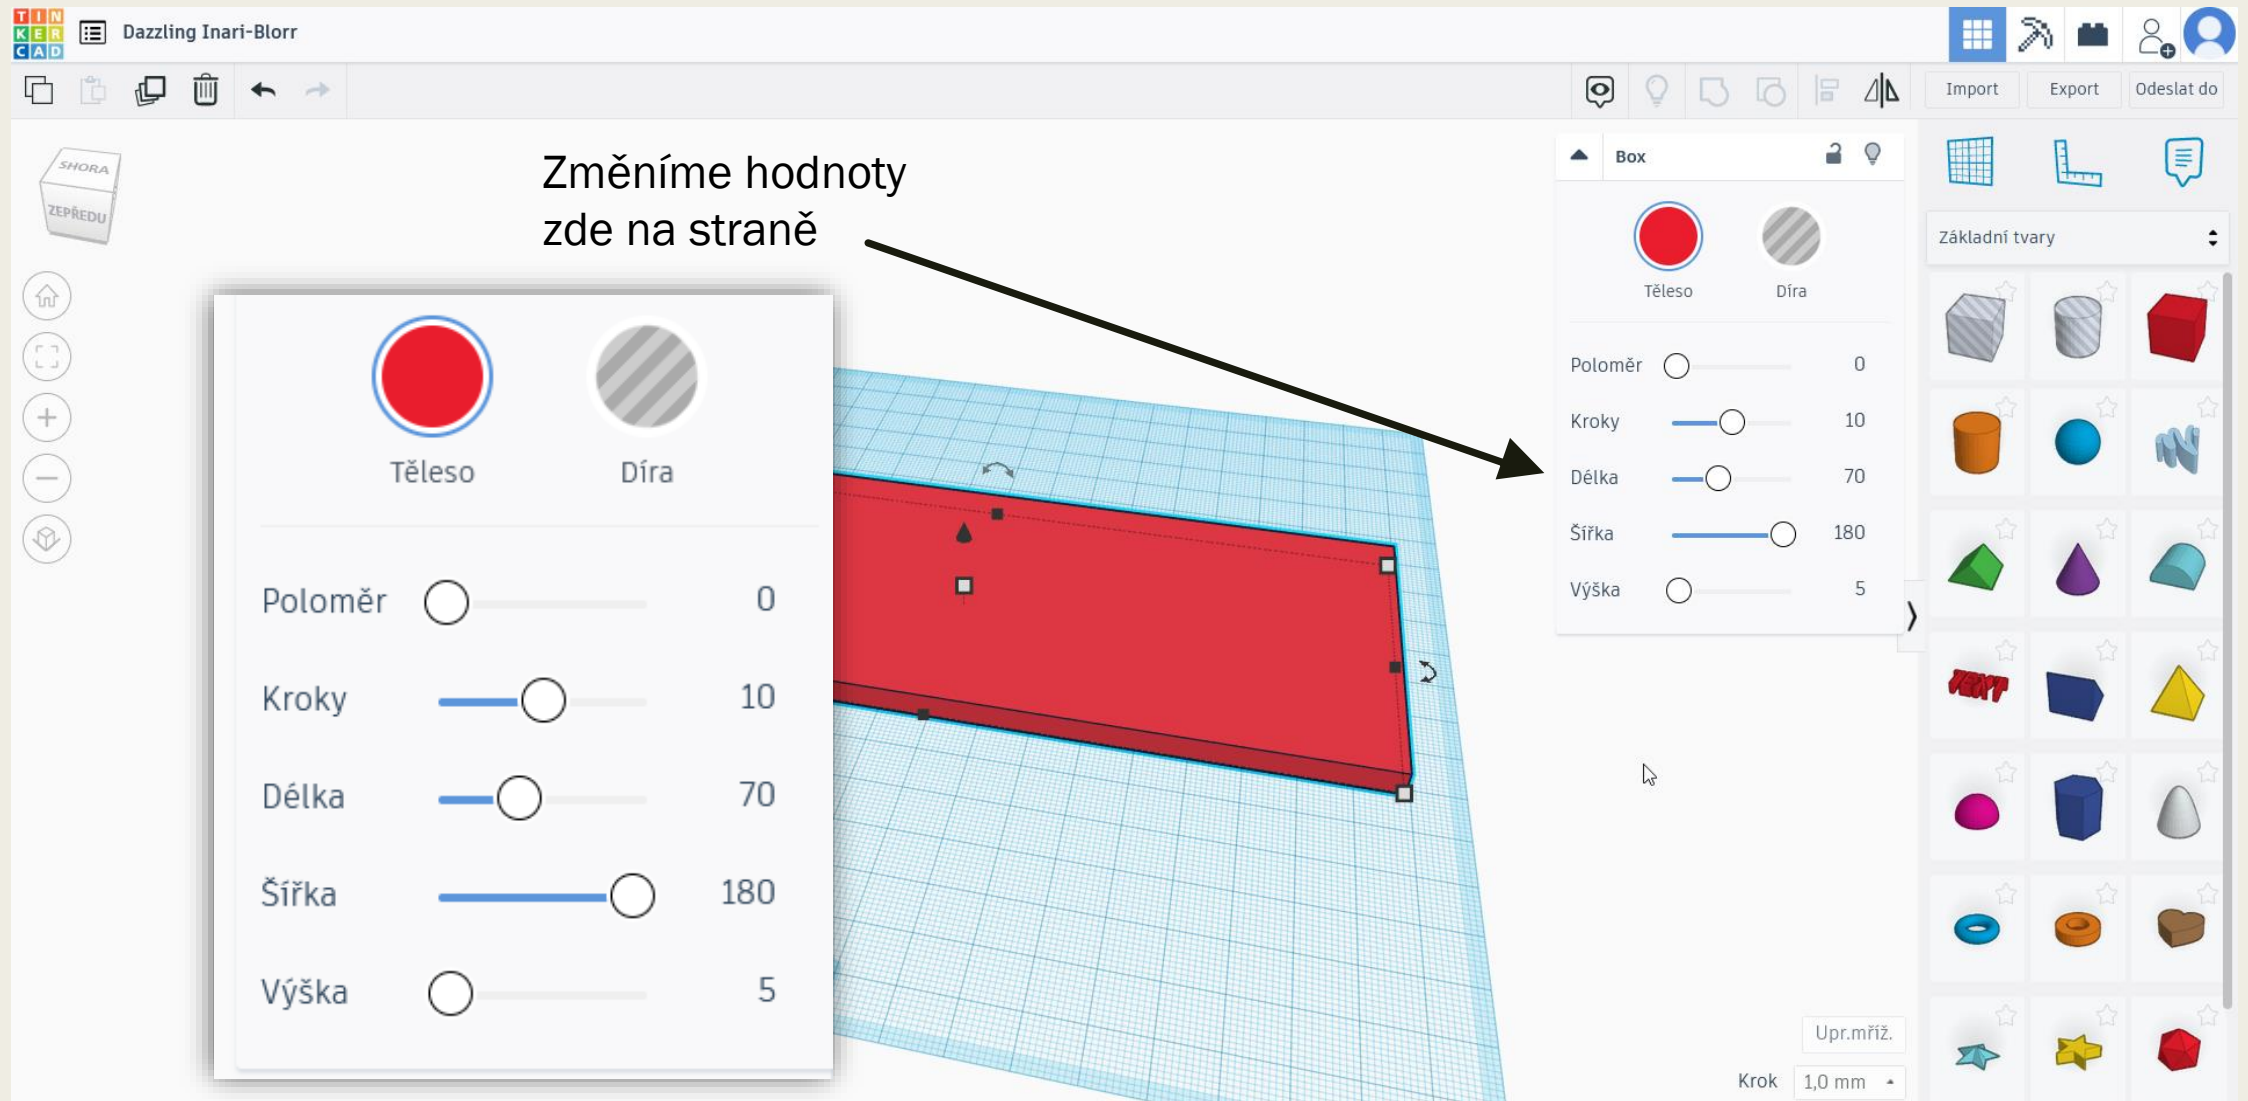 TIN
KER
CAD
Dazzling Inari-Blorr
Import
Export
Odeslat do
SHORA
ZEPŘEDU
Změníme hodnoty
zde na straně
Těleso
Díra
Poloměr 0
Kroky 10
Délka 70
Šířka 180
Výška 5
Box
Těleso
Díra
Poloměr 0
Kroky 10
Délka 70
Šířka 180
Výška 5
Základní tvary
TEXT
Upr.mříž.
Krok 1,0 mm